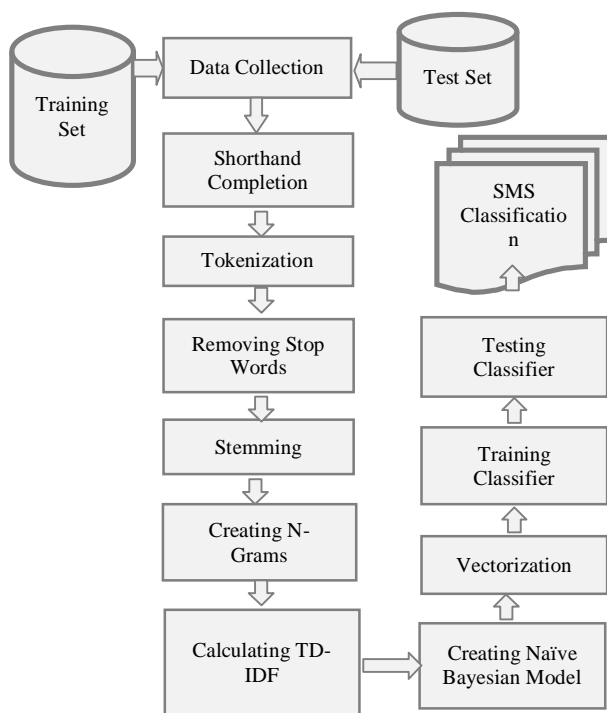 Training
Set
Data Collection
Test Set
Shorthand
Completion
Tokenization
Removing Stop
Words
Stemming
Creating N-
Grams
Calculating TD-
IDF
Creating Naïve
Bayesian Model
Vectorization
Training
Classifier
Testing
Classifier
SMS
Classificatio
n